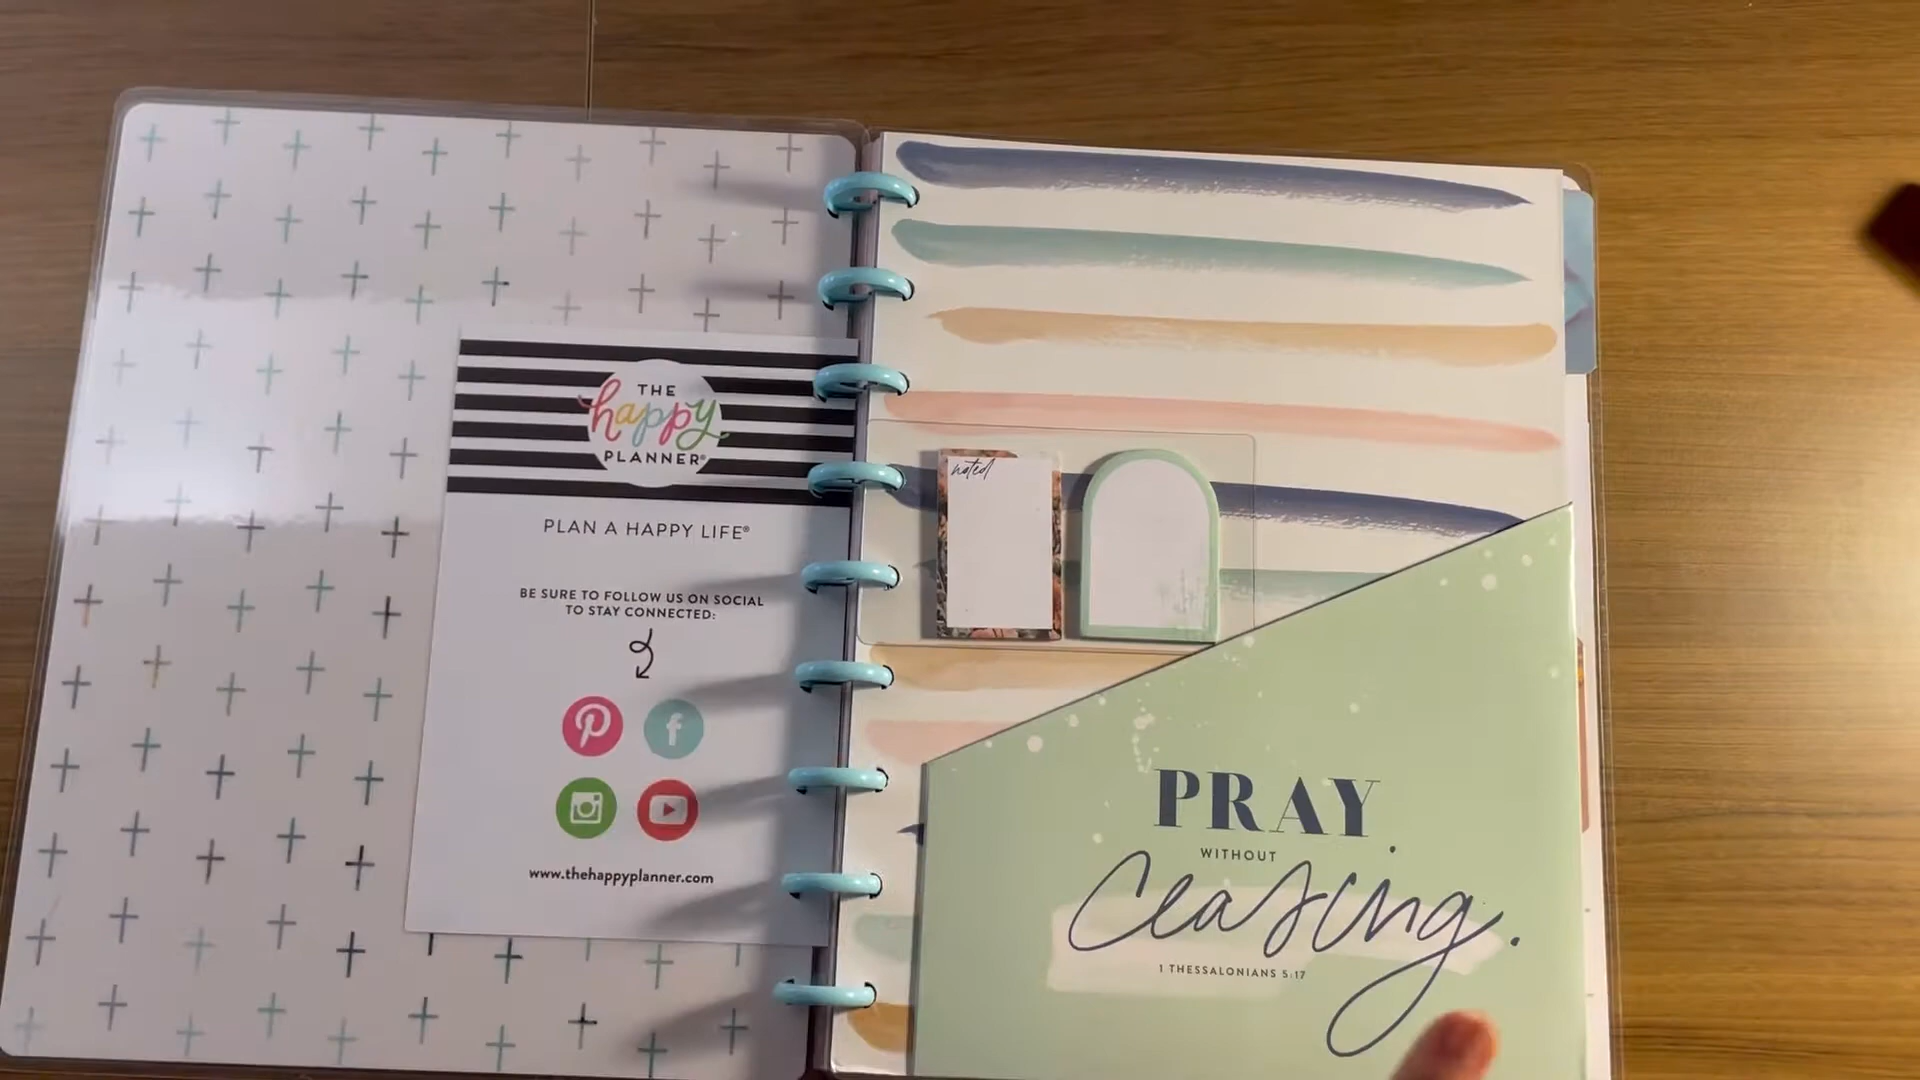 THE
happy
PLANNER®
PLAN A HAPPY LIFE®
BE SURE TO FOLLOW US ON SOCIAL
TO STAY CONNECTED:
www.thehappyplanner.com
noted
PRAY
WITHOUT
Ceasing.
1 THESSALONIANS 5:17